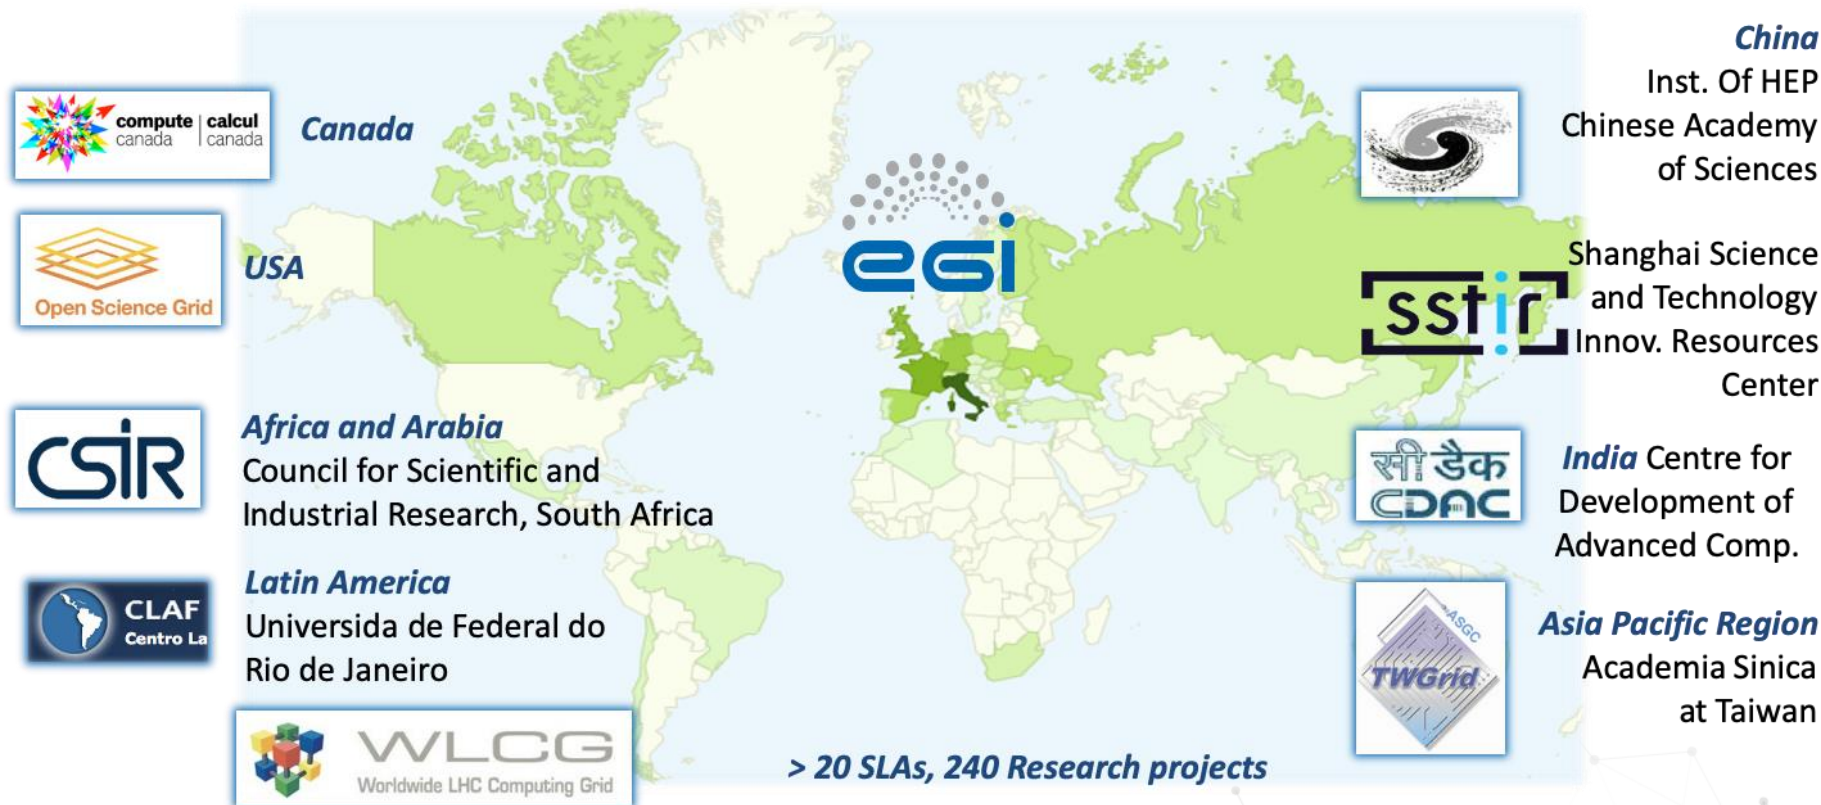 compute | calcul
canada | canada
Canada
Open Science Grid
USA
CSIR
Africa and Arabia
Council for Scientific and
Industrial Research, South Africa
CLAF
Centro La
Latin America
Universida de Federal do
Rio de Janeiro
WLCG
Worldwide LHC Computing Grid
egi
> 20 SLAs, 240 Research projects
China
Inst. Of HEP
Chinese Academy
of Sciences
sstir
Shanghai Science
and Technology
Innov. Resources
Center
सी डैक
CDAC
India Centre for
Development of
Advanced Comp.
ASGC
TWGrid
Asia Pacific Region
Academia Sinica
at Taiwan